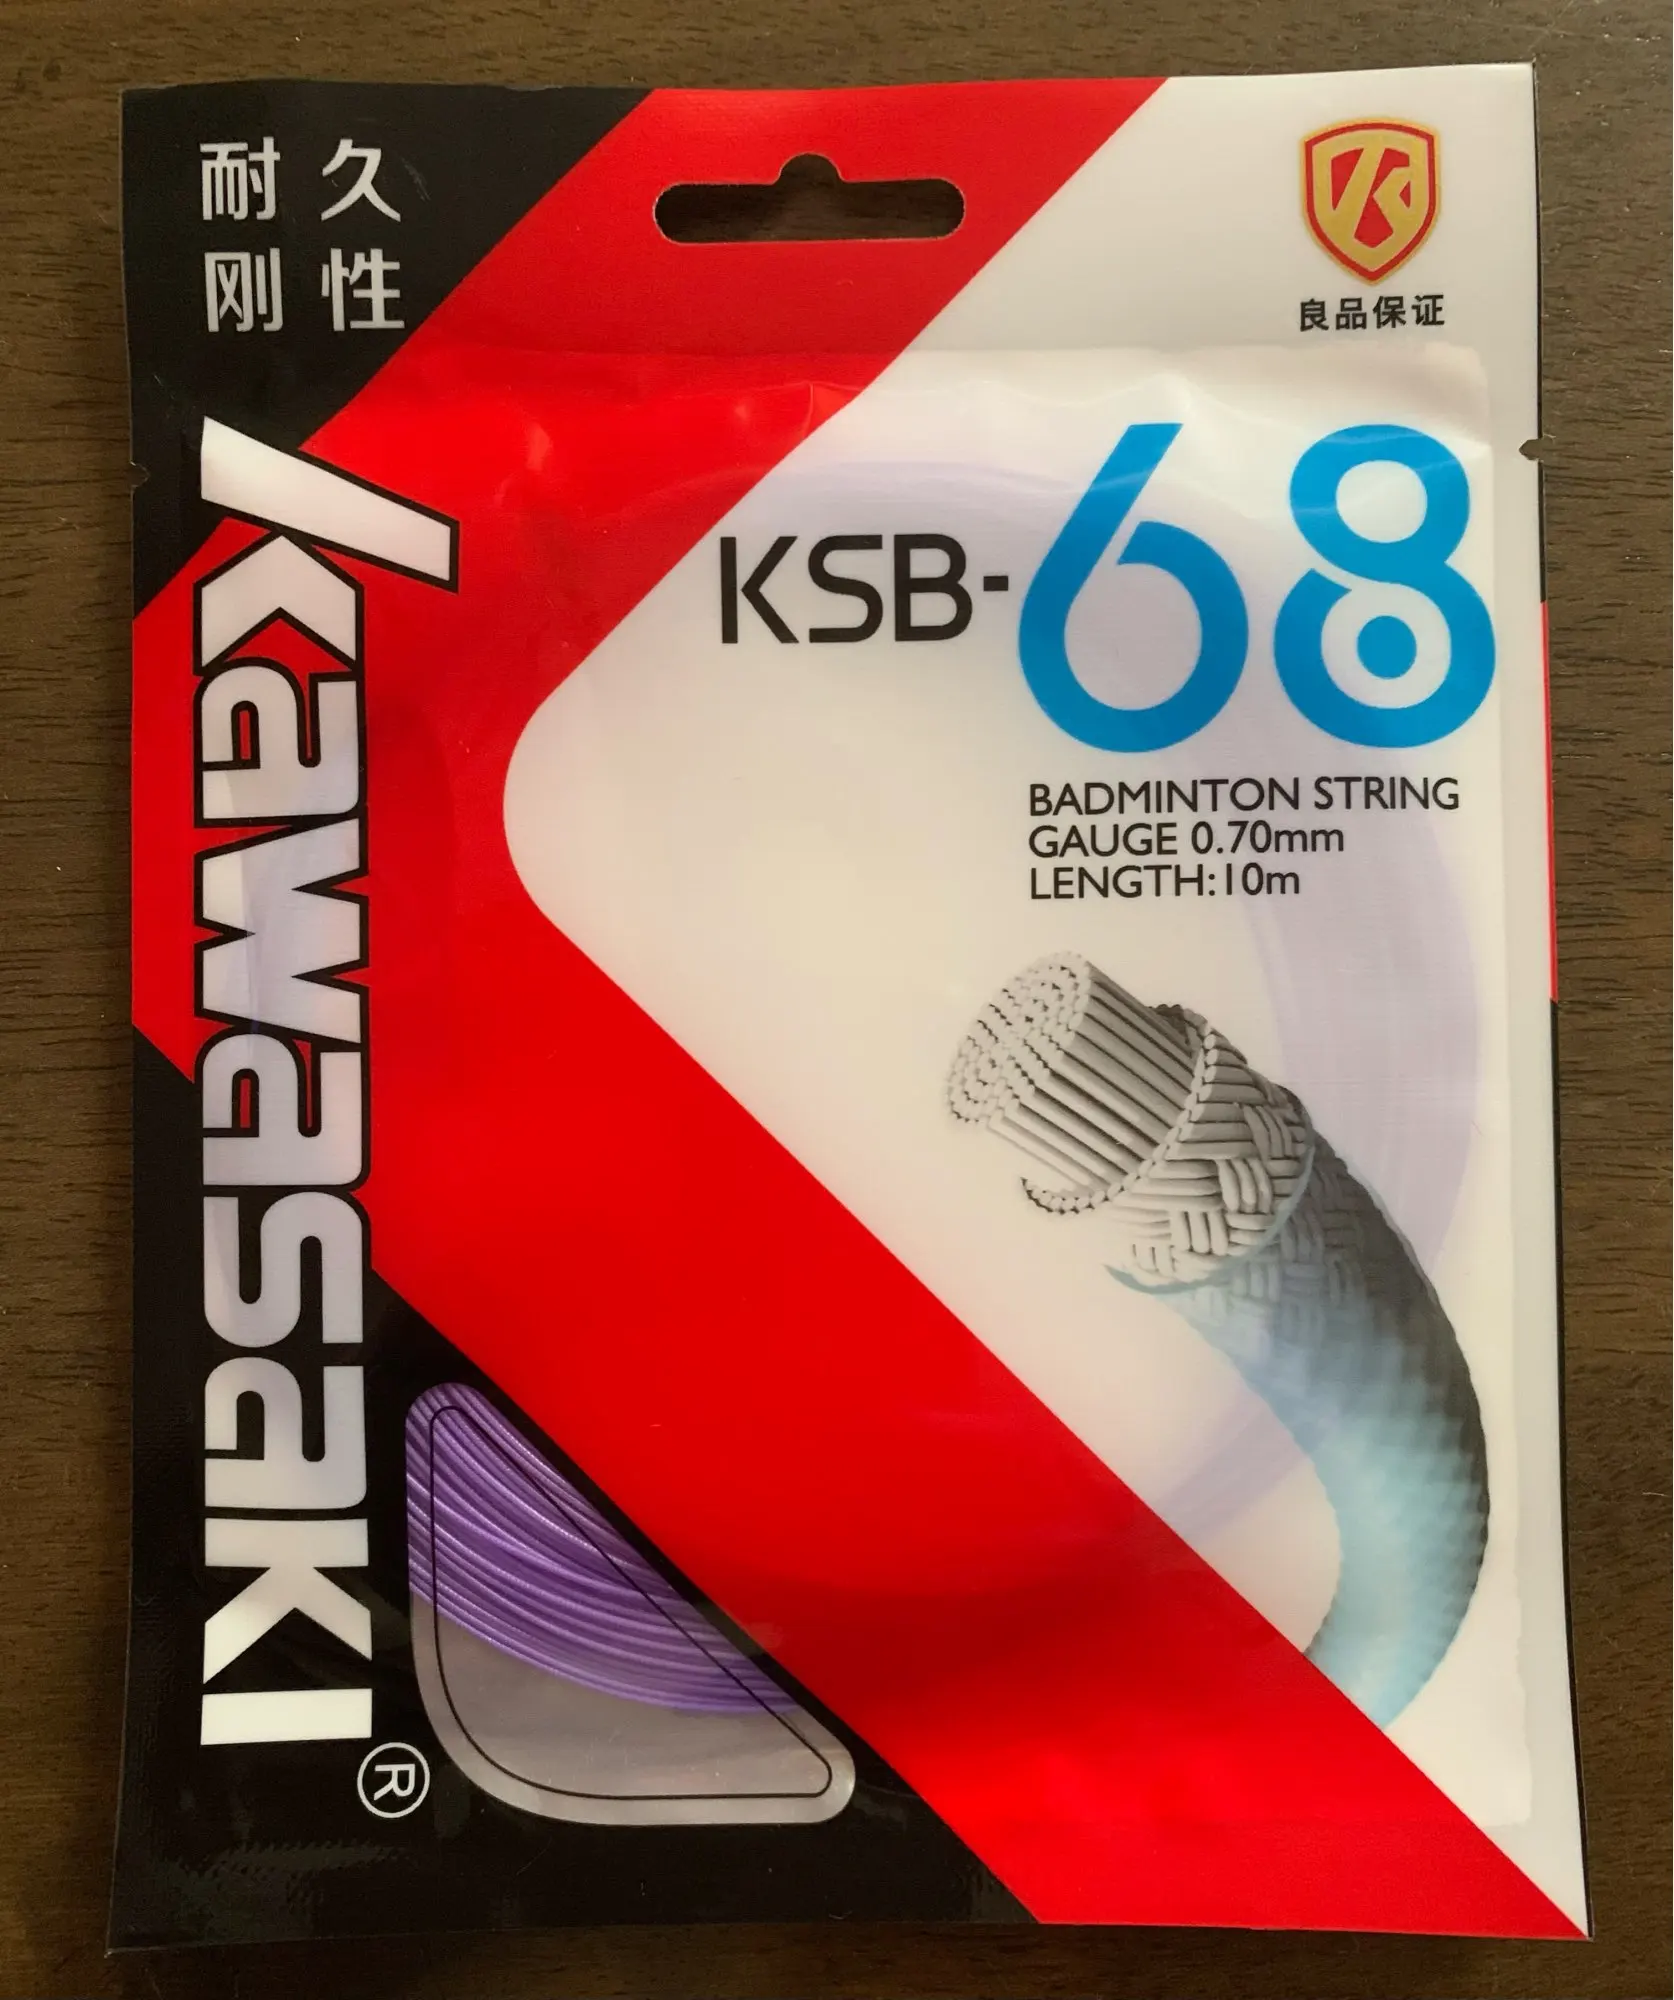 耐久
刚性
良品保证
Kawasaki®
KSB-68
BADMINTON STRING
GAUGE 0.70mm
LENGTH:10m